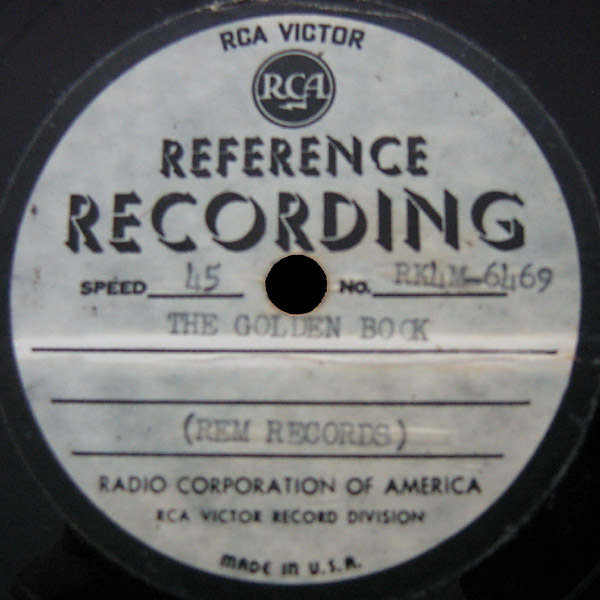 RCA VICTOR
RCA
REFERENCE
RECORDING
SPEED 45 NO. RK4M-6469
THE GOLDEN BOOK
(REM RECORDS)
RADIO CORPORATION OF AMERICA
RCA VICTOR RECORD DIVISION
MADE IN U.S.A.